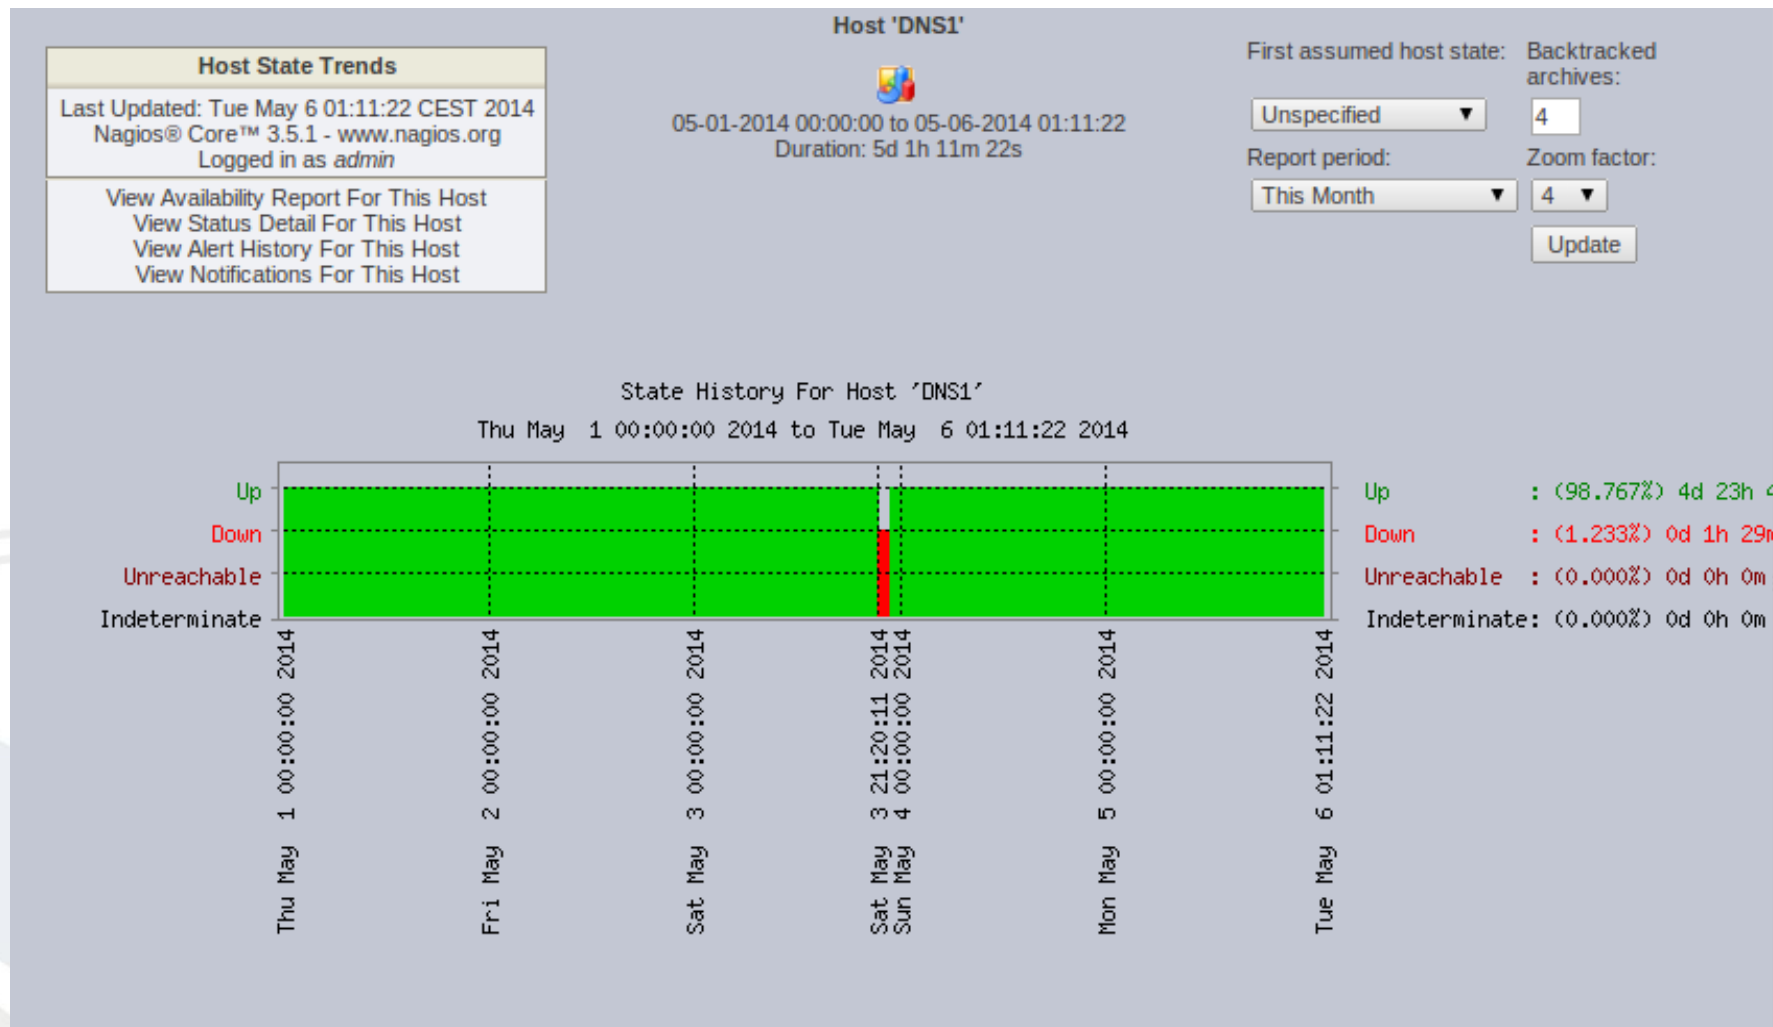 Host 'DNS1'
Host State Trends
Last Updated: Tue May 6 01:11:22 CEST 2014
Nagios® Core™ 3.5.1 - www.nagios.org
Logged in as admin
View Availability Report For This Host
View Status Detail For This Host
View Alert History For This Host
View Notifications For This Host
05-01-2014 00:00:00 to 05-06-2014 01:11:22
Duration: 5d 1h 11m 22s
First assumed host state:
Unspecified
Backtracked
archives:
4
Report period:
This Month
Zoom factor:
4
Update
State History For Host 'DNS1'
Thu May 1 00:00:00 2014 to Tue May 6 01:11:22 2014
Up
Down
Unreachable
Indeterminate
Thu May 1 00:00:00 2014
Fri May 2 00:00:00 2014
Sat May 3 00:00:00 2014
Sat May 3 21:20:11 2014
Sun May 4 00:00:00 2014
Mon May 5 00:00:00 2014
Tue May 6 01:11:22 2014
Up : (98.767%) 4d 23h 4
Down : (1.233%) 0d 1h 29m
Unreachable : (0.000%) 0d 0h 0m
Indeterminate: (0.000%) 0d 0h 0m